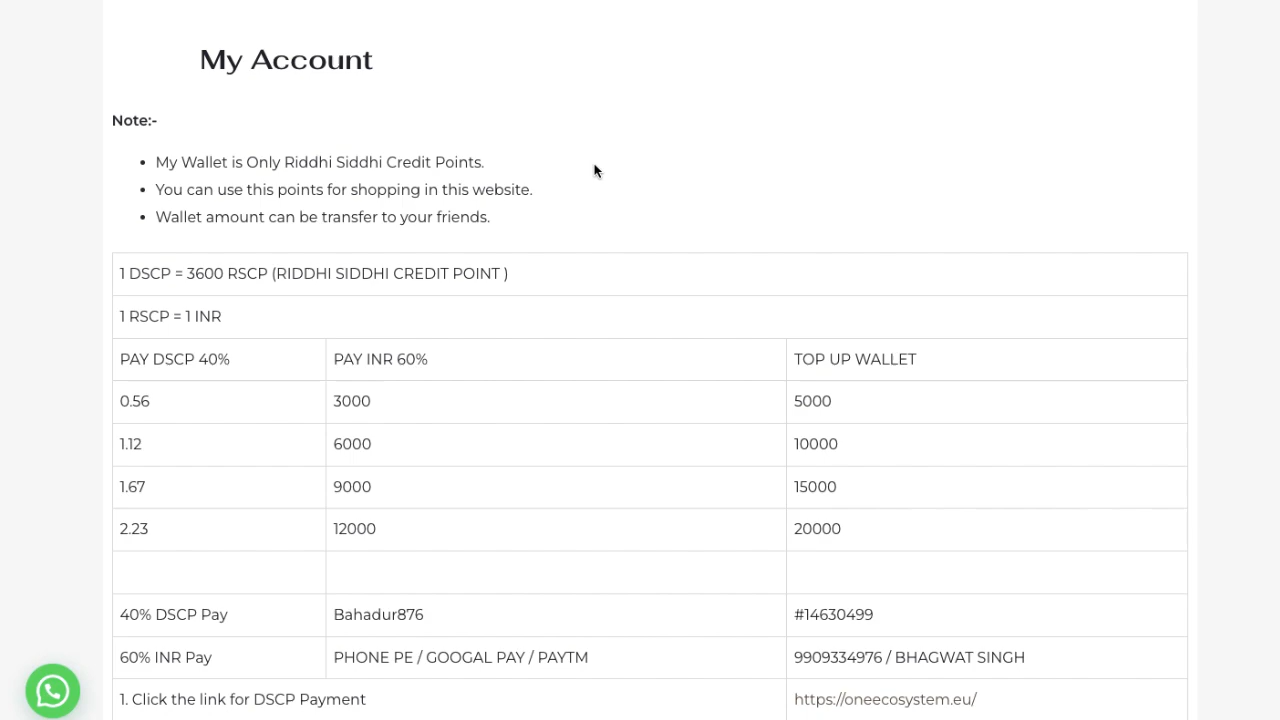 My Account
Note:-
• My Wallet is Only Riddhi Siddhi Credit Points.
• You can use this points for shopping in this website.
• Wallet amount can be transfer to your friends.
1 DSCP = 3600 RSCP (RIDDHI SIDDHI CREDIT POINT )
1 RSCP = 1 INR
PAY DSCP 40% PAY INR 60% TOP UP WALLET
0.56 3000 5000
1.12 6000 10000
1.67 9000 15000
2.23 12000 20000
40% DSCP Pay Bahadur876 #14630499
60% INR Pay PHONE PE / GOOGAL PAY / PAYTM 9909334976 / BHAGWAT SINGH
1. Click the link for DSCP Payment https://oneecosystem.eu/